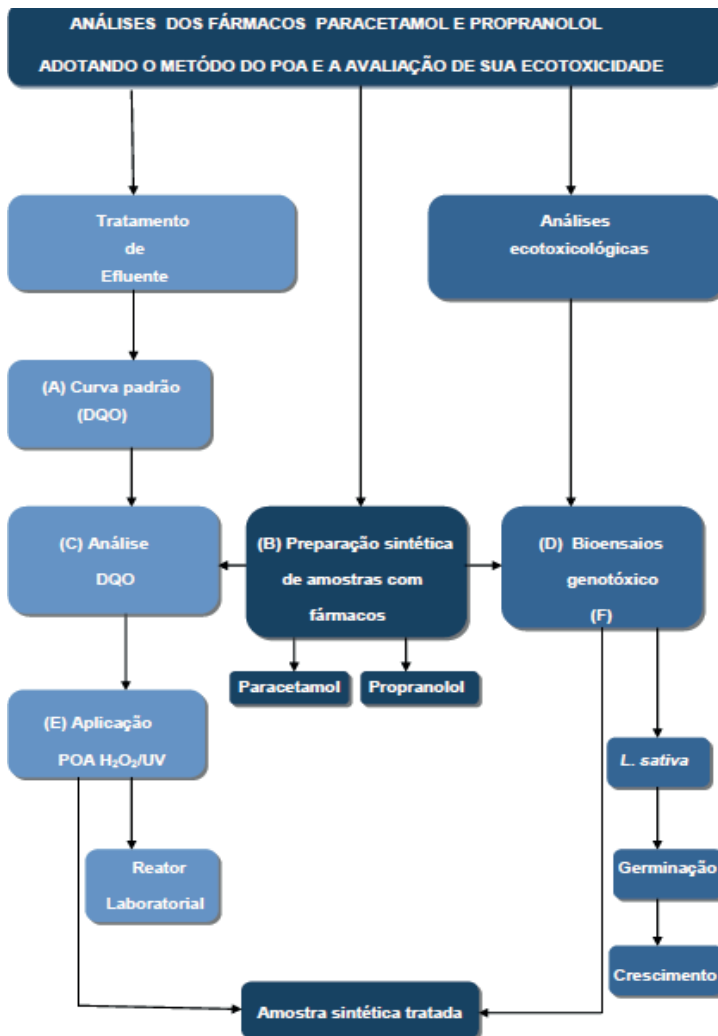 ANÁLISES DOS FÁRMACOS PARACETAMOL E PROPRANOLOL
ADOTANDO O METÓDO DO POA E A AVALIAÇÃO DE SUA ECOTOXICIDADE
Tratamento
de
Efluente
Análises
ecotoxicológicas
(A) Curva padrão
(DQO)
(C) Análise
DQO
(B) Preparação sintética
de amostras com
fármacos
(D) Bioensaios
genotóxico
(F)
Paracetamol
Propranolol
(E) Aplicação
POA H₂O₂/UV
L. sativa
Reator
Laboratorial
Germinação
Crescimento
Amostra sintética tratada